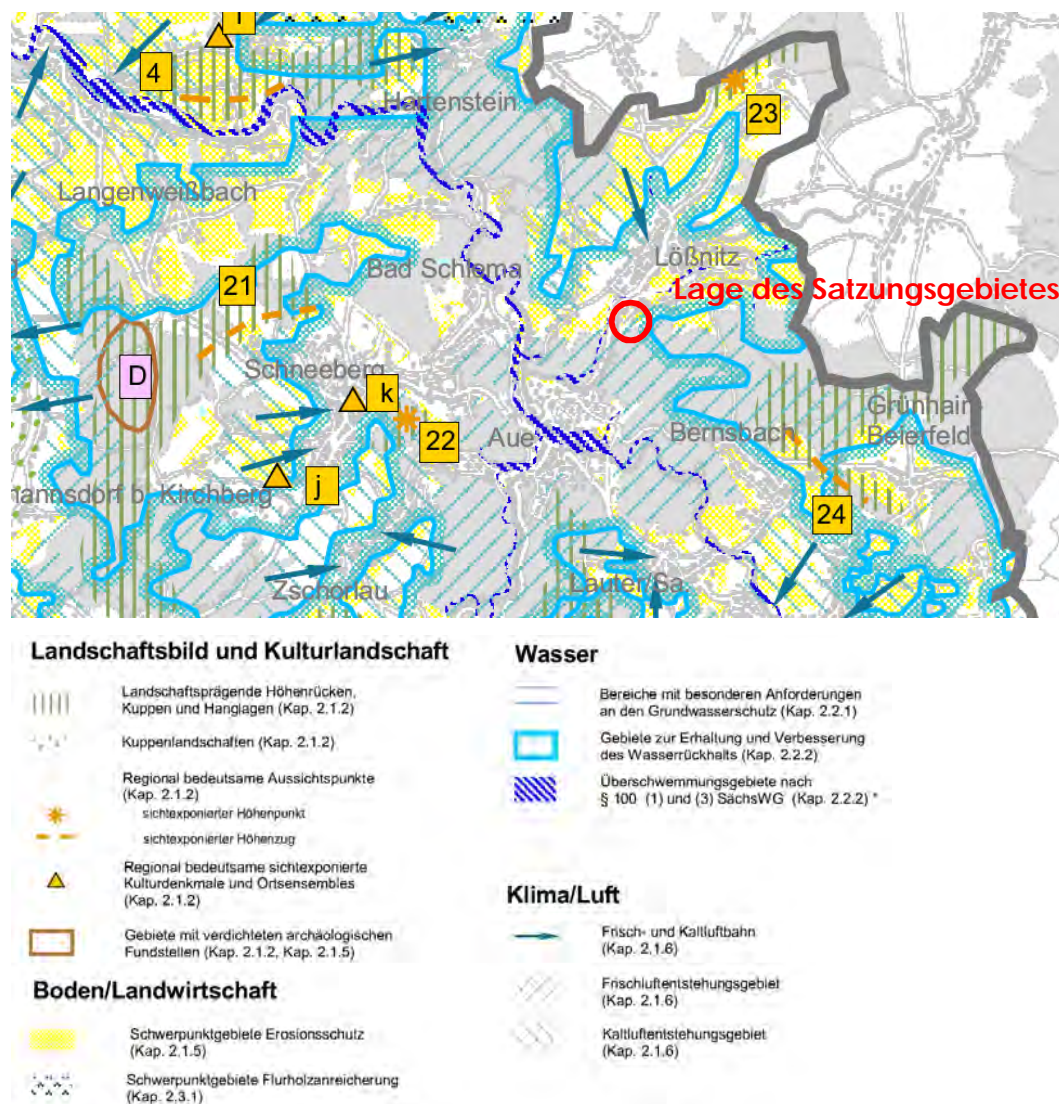 4
Hartenstein
23
Langenweißbach
21
Bad Schlema
Lößnitz
Lage des Satzungsgebietes
D
Schneeberg
k
22
Aue
Bernsbach
Grünhain
Beierfeld
mannsdorf b. Kirchberg
j
24
Zschorlau
Lauter/Sa.
Landschaftsbild und Kulturlandschaft
Landschaftsprägende Höhenrücken,
Kuppen und Hanglagen (Kap. 2.1.2)
Kuppenlandschaften (Kap. 2.1.2)
Regional bedeutsame Aussichtspunkte
(Kap. 2.1.2)
sichtexponierter Höhenpunkt
sichtexponierter Höhenzug
Regional bedeutsame sichtexponierte
Kulturdenkmale und Ortsensembles
(Kap. 2.1.2)
Gebiete mit verdichteten archäologischen
Fundstellen (Kap. 2.1.2, Kap. 2.1.5)
Boden/Landwirtschaft
Schwerpunktgebiete Erosionsschutz
(Kap. 2.1.5)
Schwerpunktgebiete Flurholzanreicherung
(Kap. 2.3.1)
Wasser
Bereiche mit besonderen Anforderungen
an den Grundwasserschutz (Kap. 2.2.1)
Gebiete zur Erhaltung und Verbesserung
des Wasserrückhalts (Kap. 2.2.2)
Überschwemmungsgebiete nach
§ 100 (1) und (3) SächsWG (Kap. 2.2.2) *
Klima/Luft
Frisch- und Kaltluftbahn
(Kap. 2.1.6)
Frischluftentstehungsgebiet
(Kap. 2.1.6)
Kaltluftentstehungsgebiet
(Kap. 2.1.6)